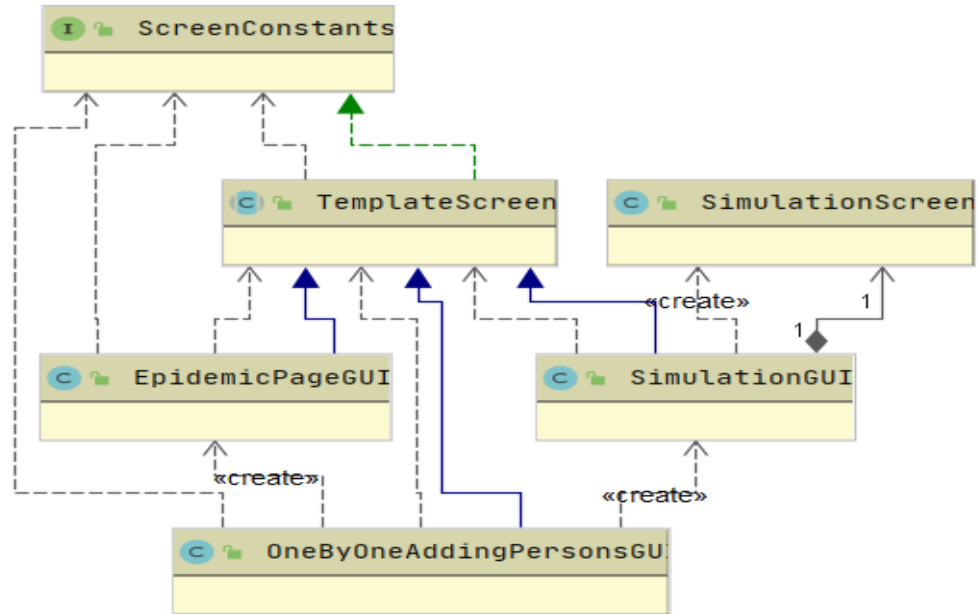 I ScreenConstants
C TemplateScreen
C SimulationScreen
«create»
1
1
C EpidemicPageGUI
C SimulationGUI
«create»
«create»
C OneByOneAddingPersonsGUI